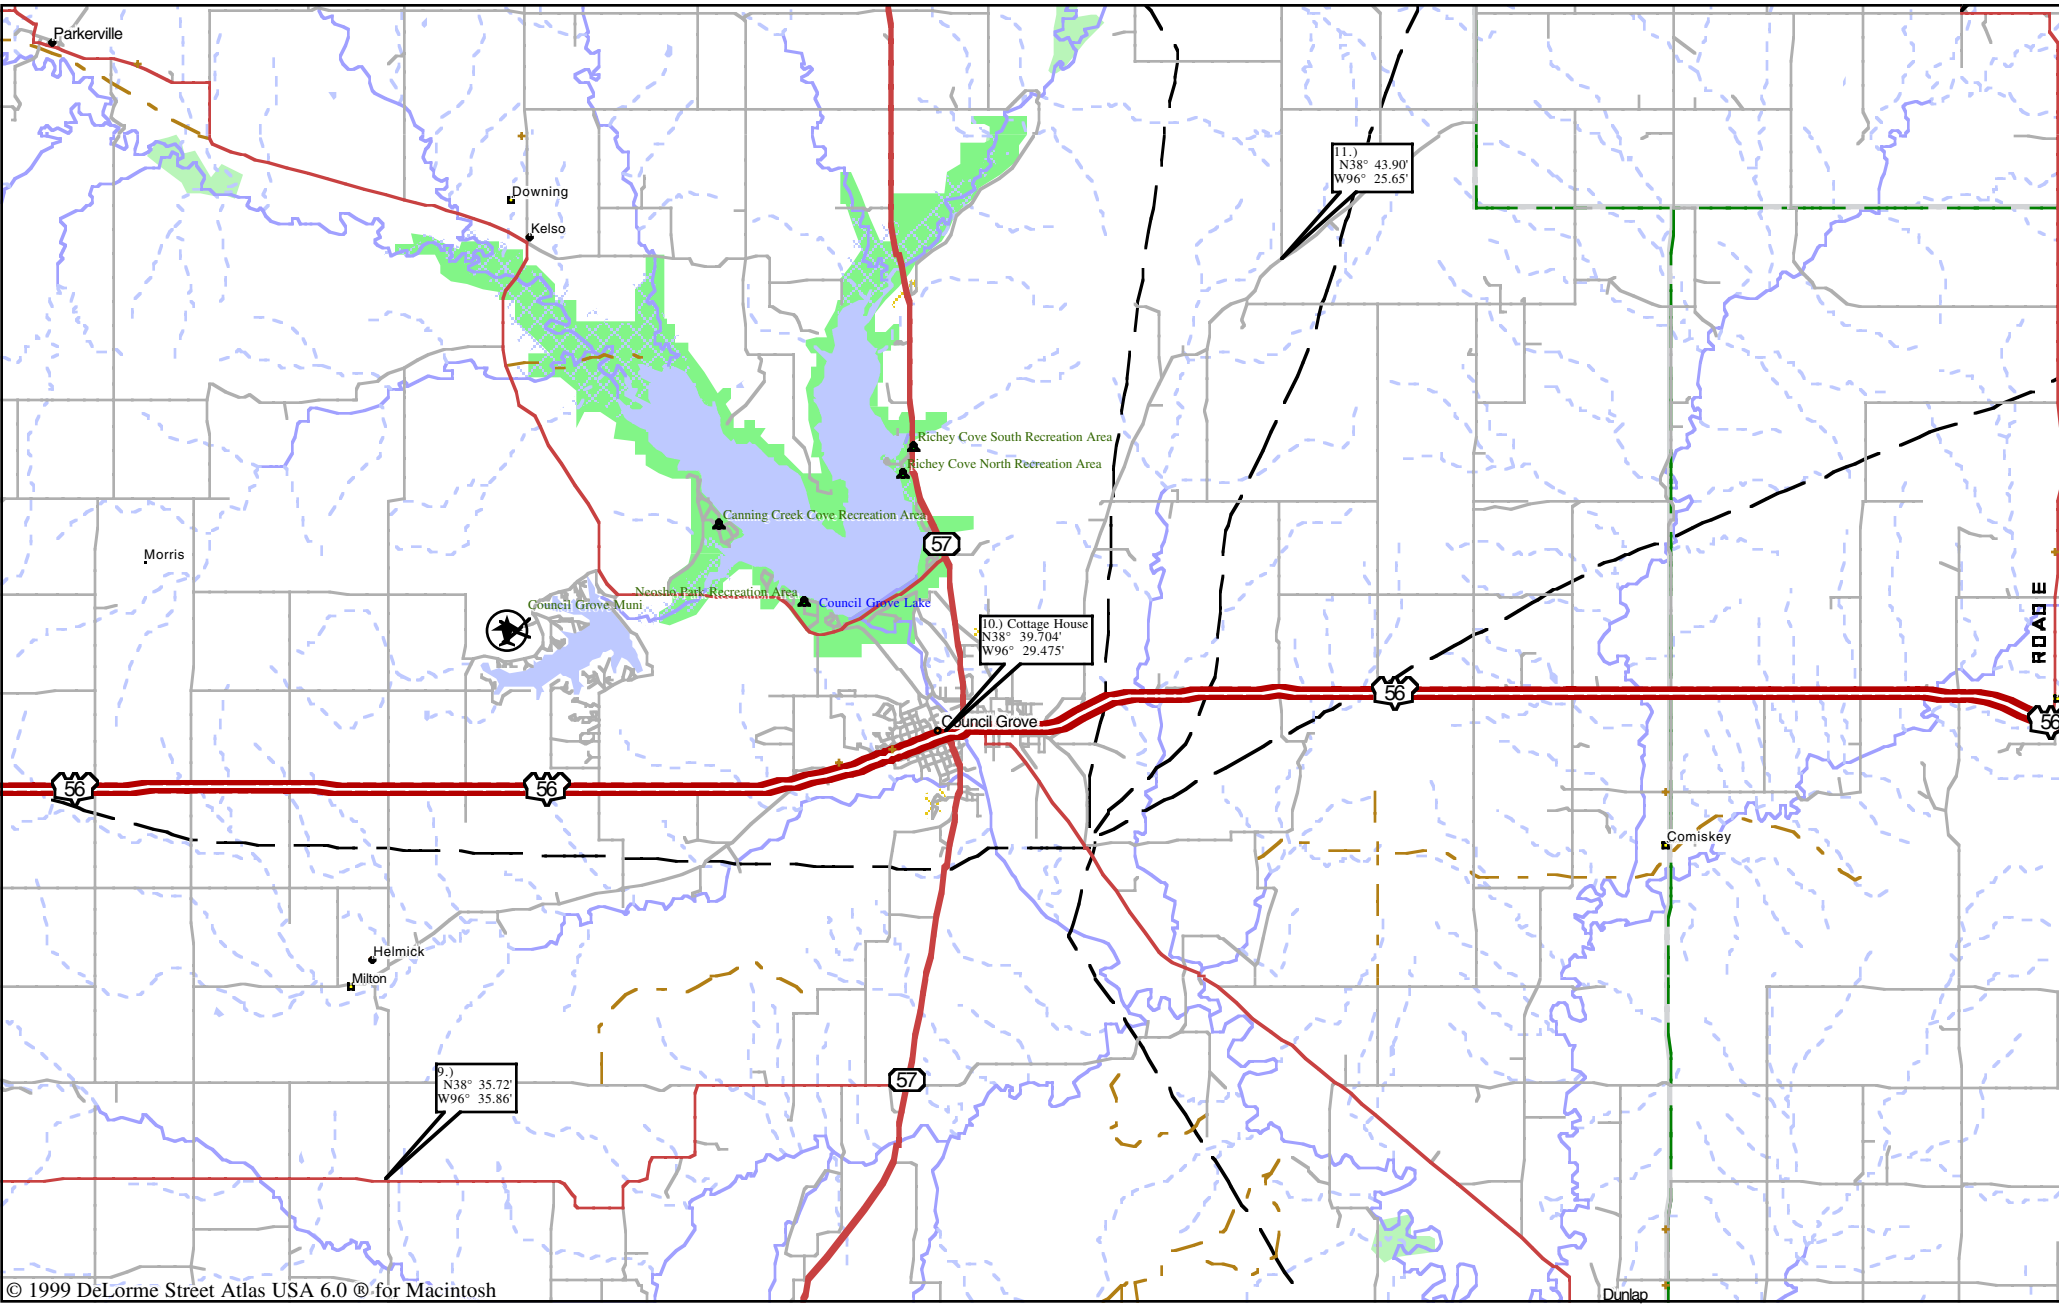 Parkerville
Downing
Kelso
11.)
N38° 43.90'
W96° 25.65'
Richey Cove South Recreation Area
Richey Cove North Recreation Area
Canning Creek Cove Recreation Area
57
Morris
Neosho Park Recreation Area
Council Grove Muni
Council Grove Lake
ROAD E
10.) Cottage House
N38° 39.704'
W96° 29.475'
56
56
Council Grove
56
56
Comiskey
Helmick
Milton
9.)
N38° 35.72'
W96° 35.86'
57
© 1999 DeLorme Street Atlas USA 6.0 ® for Macintosh
Dunlap